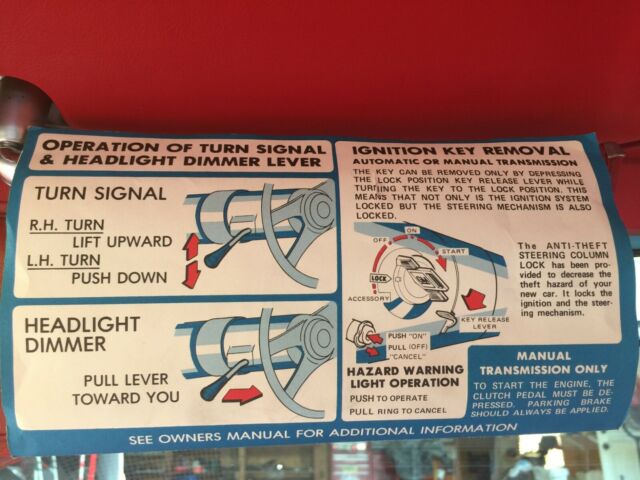 OPERATION OF TURN SIGNAL
& HEADLIGHT DIMMER LEVER
TURN SIGNAL
R.H. TURN
LIFT UPWARD
L.H. TURN
PUSH DOWN
HEADLIGHT
DIMMER
PULL LEVER
TOWARD YOU
IGNITION KEY REMOVAL
AUTOMATIC OR MANUAL TRANSMISSION
THE KEY CAN BE REMOVED ONLY BY DEPRESSING
THE LOCK POSITION KEY RELEASE LEVER WHILE
TURNING THE KEY TO THE LOCK POSITION. THIS
MEANS THAT NOT ONLY IS THE IGNITION SYSTEM
LOCKED BUT THE STEERING MECHANISM IS ALSO
LOCKED.
ON
OFF
START
LOCK
ACCESSORY
KEY RELEASE
LEVER
The ANTI-THEFT
STEERING COLUMN
LOCK has been pro-
vided to decrease the
theft hazard of your
new car. It locks the
ignition and the steer-
ing mechanism.
PUSH "ON"
PULL (OFF)
"CANCEL"
HAZARD WARNING
LIGHT OPERATION
PUSH TO OPERATE
PULL RING TO CANCEL
MANUAL
TRANSMISSION ONLY
TO START THE ENGINE, THE
CLUTCH PEDAL MUST BE DE-
PRESSED. PARKING BRAKE
SHOULD ALWAYS BE APPLIED.
SEE OWNERS MANUAL FOR ADDITIONAL INFORMATION